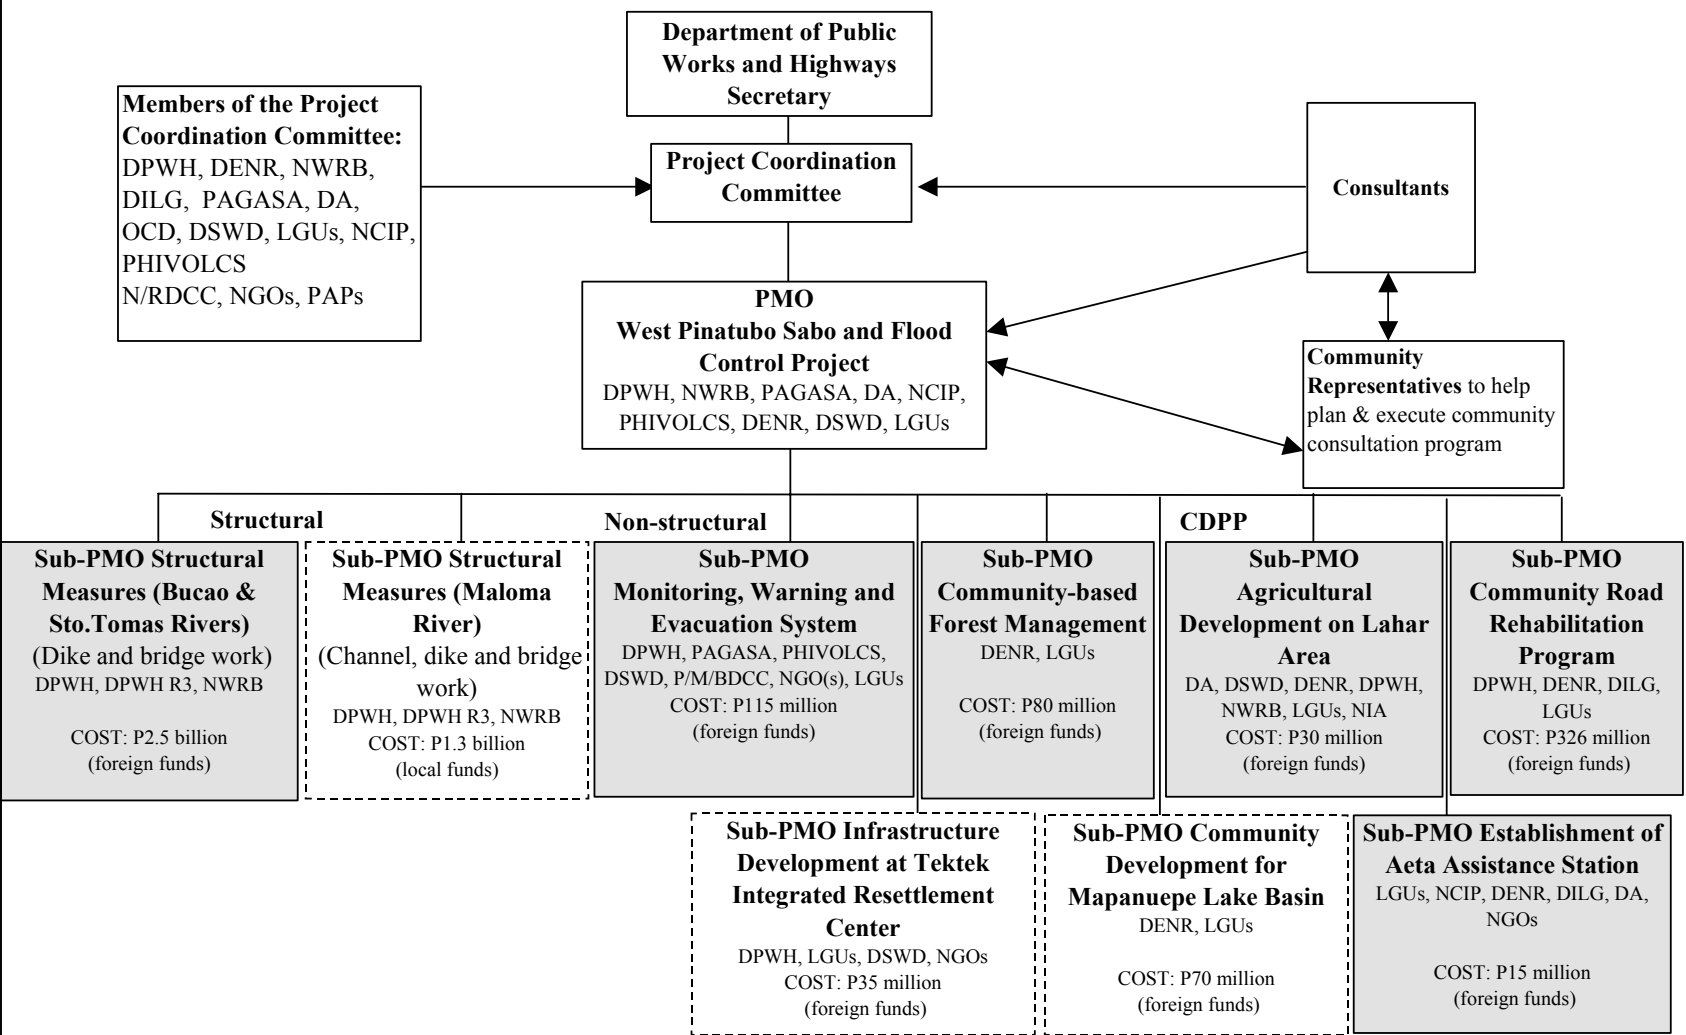 Department of Public
Works and Highways
Secretary
Members of the Project
Coordination Committee:
DPWH, DENR, NWRB,
DILG, PAGASA, DA,
OCD, DSWD, LGUs, NCIP,
PHIVOLCS
N/RDCC, NGOs, PAPs
Project Coordination
Committee
Consultants
PMO
West Pinatubo Sabo and Flood
Control Project
DPWH, NWRB, PAGASA, DA, NCIP,
PHIVOLCS, DENR, DSWD, LGUs
Community
Representatives to help
plan & execute community
consultation program
Structural
Non-structural
CDPP
Sub-PMO Structural
Measures (Bucao &
Sto.Tomas Rivers)
(Dike and bridge work)
DPWH, DPWH R3, NWRB
COST: P2.5 billion
(foreign funds)
Sub-PMO Structural
Measures (Maloma
River)
(Channel, dike and bridge
work)
DPWH, DPWH R3, NWRB
COST: P1.3 billion
(local funds)
Sub-PMO
Monitoring, Warning and
Evacuation System
DPWH, PAGASA, PHIVOLCS,
DSWD, P/M/BDCC, NGO(s), LGUs
COST: P115 million
(foreign funds)
Sub-PMO
Community-based
Forest Management
DENR, LGUs
COST: P80 million
(foreign funds)
Sub-PMO
Agricultural
Development on Lahar
Area
DA, DSWD, DENR, DPWH,
NWRB, LGUs, NIA
COST: P30 million
(foreign funds)
Sub-PMO
Community Road
Rehabilitation
Program
DPWH, DENR, DILG,
LGUs
COST: P326 million
(foreign funds)
Sub-PMO Infrastructure
Development at Tektek
Integrated Resettlement
Center
DPWH, LGUs, DSWD, NGOs
COST: P35 million
(foreign funds)
Sub-PMO Community
Development for
Mapanuepe Lake Basin
DENR, LGUs
COST: P70 million
(foreign funds)
Sub-PMO Establishment of
Aeta Assistance Station
LGUs, NCIP, DENR, DILG, DA,
NGOs
COST: P15 million
(foreign funds)